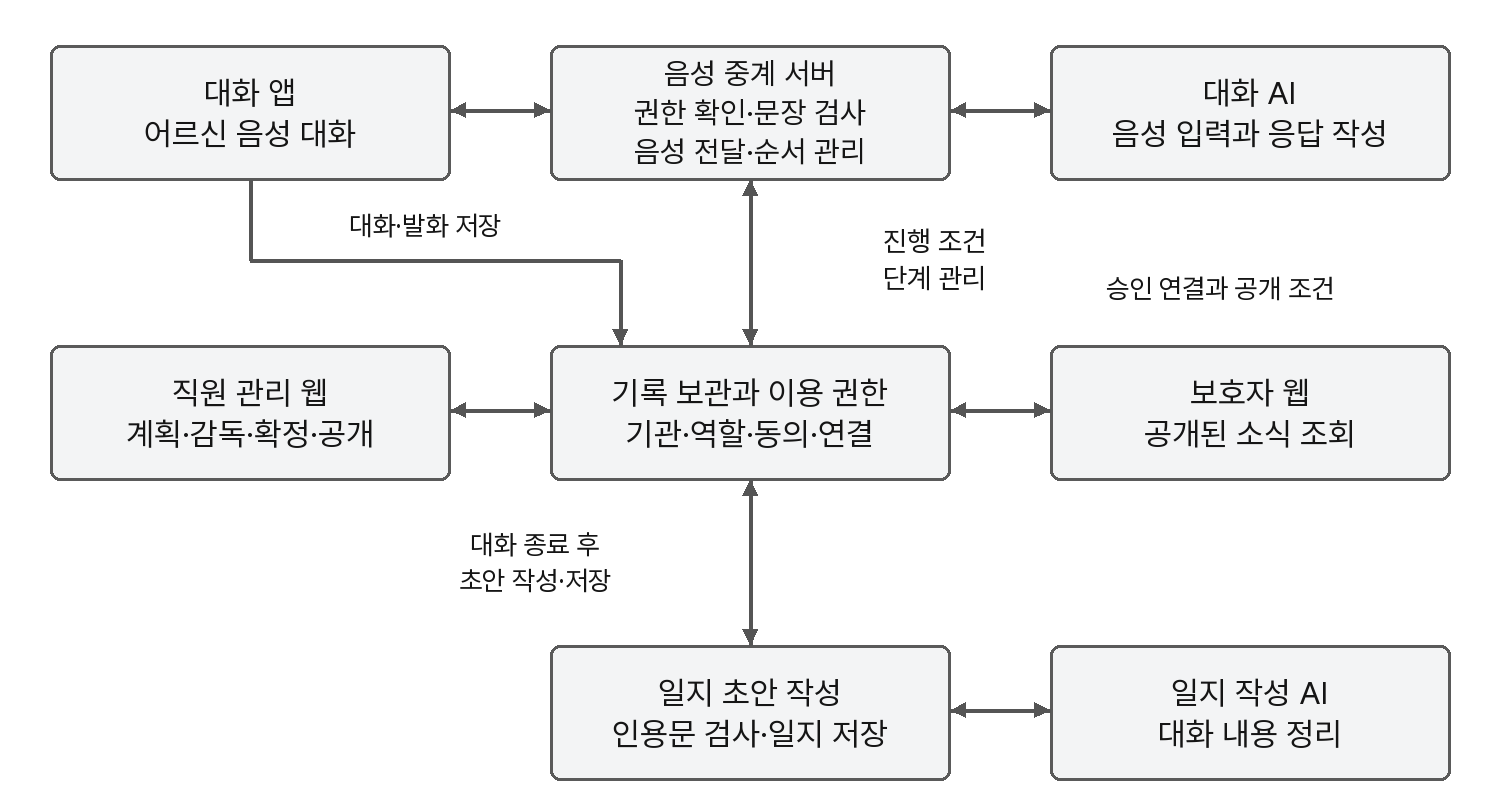 대화 앱
어르신 음성 대화
음성 중계 서버
권한 확인·문장 검사
음성 전달·순서 관리
대화 AI
음성 입력과 응답 작성
대화·발화 저장
진행 조건
단계 관리
승인 연결과 공개 조건
직원 관리 웹
계획·감독·확정·공개
기록 보관과 이용 권한
기관·역할·동의·연결
보호자 웹
공개된 소식 조회
대화 종료 후
초안 작성·저장
일지 초안 작성
인용문 검사·일지 저장
일지 작성 AI
대화 내용 정리